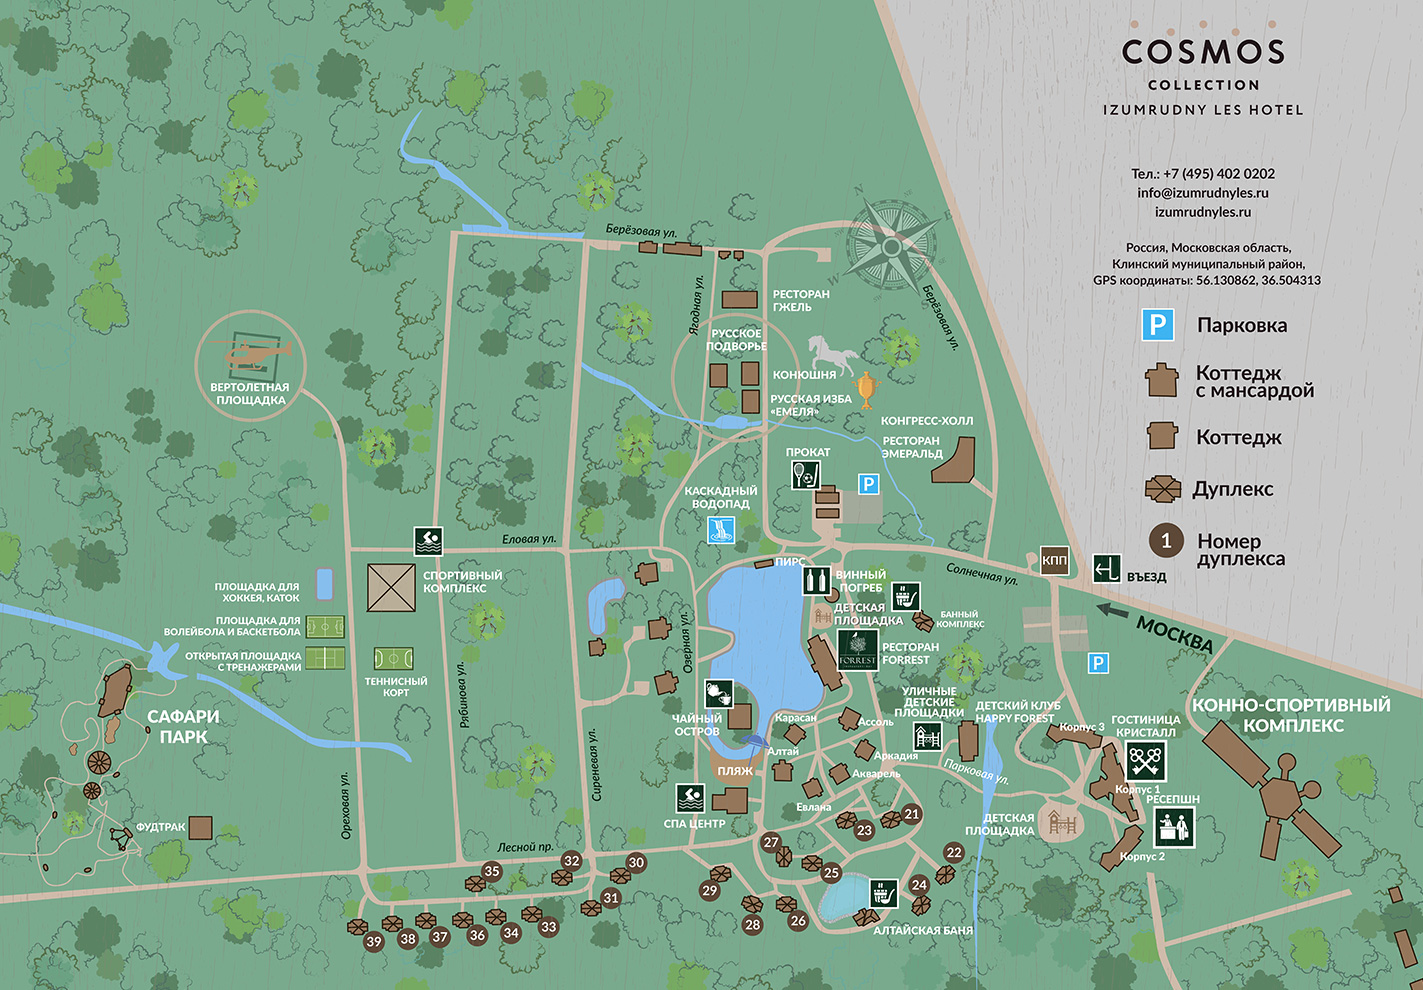 COSMOS
COLLECTION
IZUMRUDNY LES HOTEL
Тел.: +7 (495) 402 0202
info@izumrudnyles.ru
izumrudnyles.ru
Россия, Московская область,
Клинский муниципальный район,
GPS координаты: 56.130862, 36.504313
P
Парковка
Коттедж
с мансардой
Коттедж
Дуплекс
1
Номер
дуплекса
Берёзовая ул.
Ягодная ул.
Берёзовая ул.
РЕСТОРАН
ГЖЕЛЬ
РУССКОЕ
ПОДВОРЬЕ
КОНЮШНЯ
РУССКАЯ ИЗБА
«ЕМЕЛЯ»
ВЕРТОЛЕТНАЯ
ПЛОЩАДКА
КОНГРЕСС-ХОЛЛ
РЕСТОРАН
ЭМЕРАЛЬД
ПРОКАТ
P
КАСКАДНЫЙ
ВОДОПАД
Еловая ул.
ПИРС
Солнечная ул.
КПП
ВЪЕЗД
МОСКВА
СПОРТИВНЫЙ
КОМПЛЕКС
ПЛОЩАДКА ДЛЯ
ХОККЕЯ, КАТОК
ПЛОЩАДКА ДЛЯ
ВОЛЕЙБОЛА И БАСКЕТБОЛА
ОТКРЫТАЯ ПЛОЩАДКА
С ТРЕНАЖЕРАМИ
ТЕННИСНЫЙ
КОРТ
ВИННЫЙ
ПОГРЕБ
ДЕТСКАЯ
ПЛОЩАДКА
БАННЫЙ
КОМПЛЕКС
FORREST
РЕСТОРАН
FORREST
Озерная ул.
Рябинова ул.
P
УЛИЧНЫЕ
ДЕТСКИЕ
ПЛОЩАДКИ
ДЕТСКИЙ КЛУБ
HAPPY FOREST
САФАРИ
ПАРК
ЧАЙНЫЙ
ОСТРОВ
Карасан
Ассоль
Алтай
Аркадия
Акварель
Евлана
ПЛЯЖ
Парковая ул.
Корпус 3
ГОСТИНИЦА
КРИСТАЛЛ
Корпус 1
РЕСЕПШН
Корпус 2
КОННО-СПОРТИВНЫЙ
КОМПЛЕКС
Сиреневая ул.
Ореховая ул.
СПА ЦЕНТР
ФУДТРАК
ДЕТСКАЯ
ПЛОЩАДКА
Лесной пр.
21
23
22
27
25
24
32
30
35
29
31
28
26
39
38
37
36
34
33
АЛТАЙСКАЯ БАНЯ